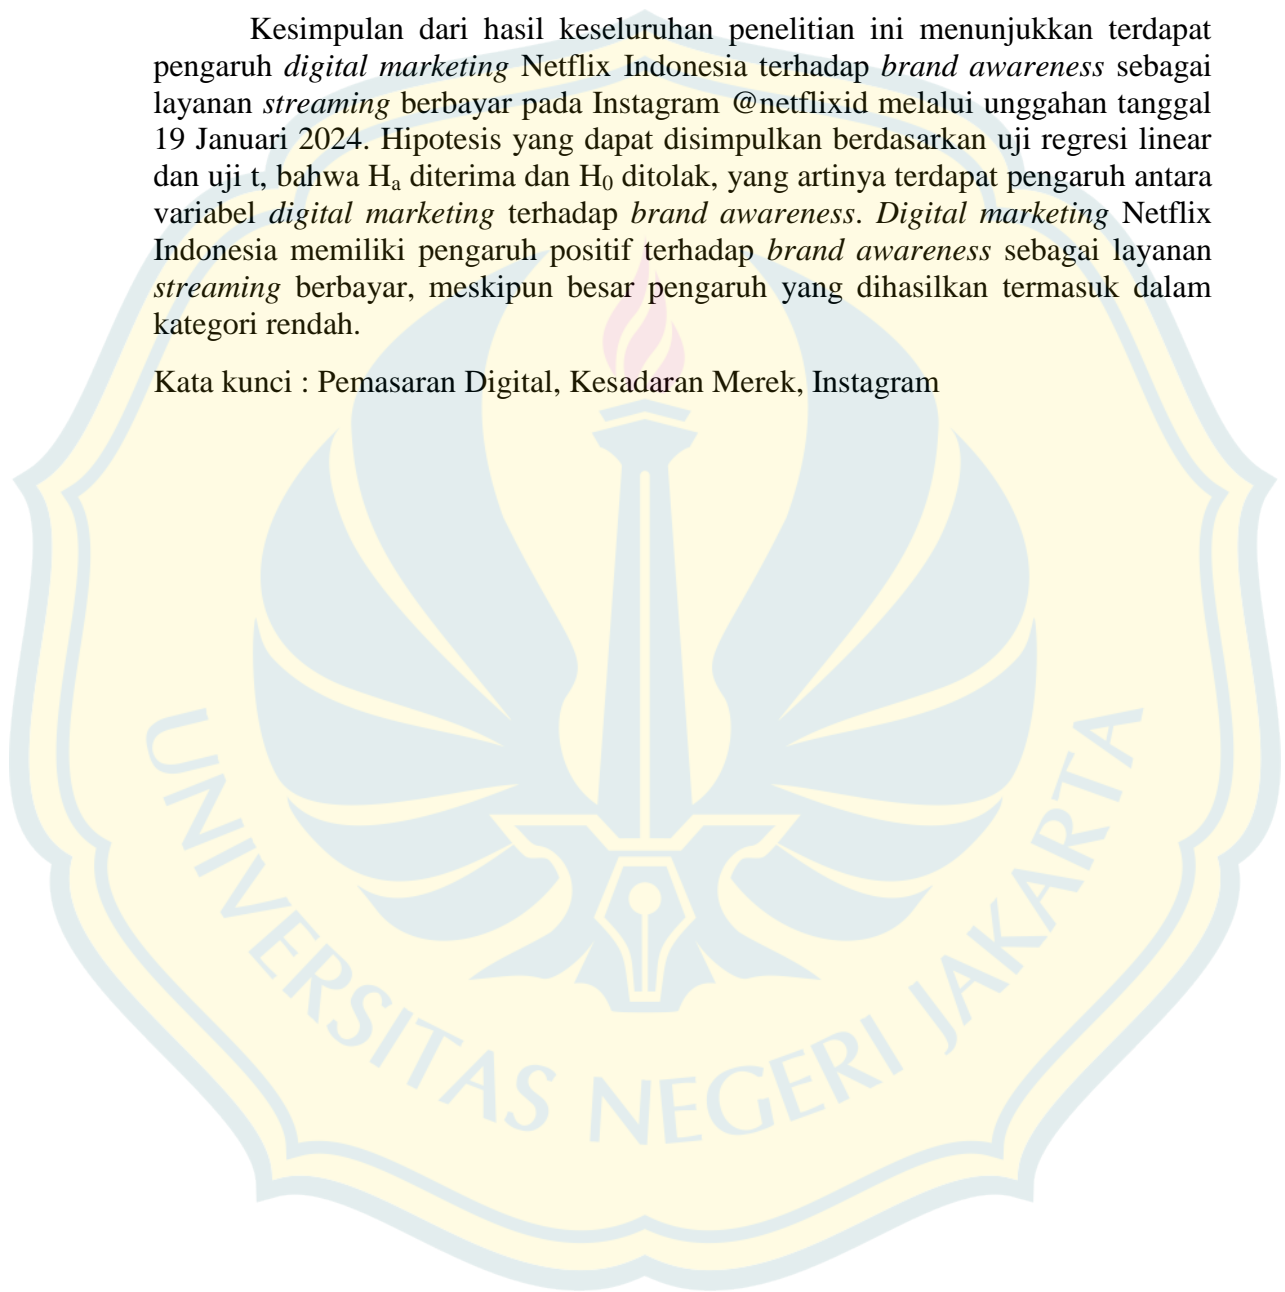 Kesimpulan dari hasil keseluruhan penelitian ini menunjukkan terdapat
pengaruh digital marketing Netflix Indonesia terhadap brand awareness sebagai
layanan streaming berbayar pada Instagram @netflixid melalui unggahan tanggal
19 Januari 2024. Hipotesis yang dapat disimpulkan berdasarkan uji regresi linear
dan uji t, bahwa Hₐ diterima dan H₀ ditolak, yang artinya terdapat pengaruh antara
variabel digital marketing terhadap brand awareness. Digital marketing Netflix
Indonesia memiliki pengaruh positif terhadap brand awareness sebagai layanan
streaming berbayar, meskipun besar pengaruh yang dihasilkan termasuk dalam
kategori rendah.
Kata kunci : Pemasaran Digital, Kesadaran Merek, Instagram
UNIVERSITAS NEGERI JAKARTA